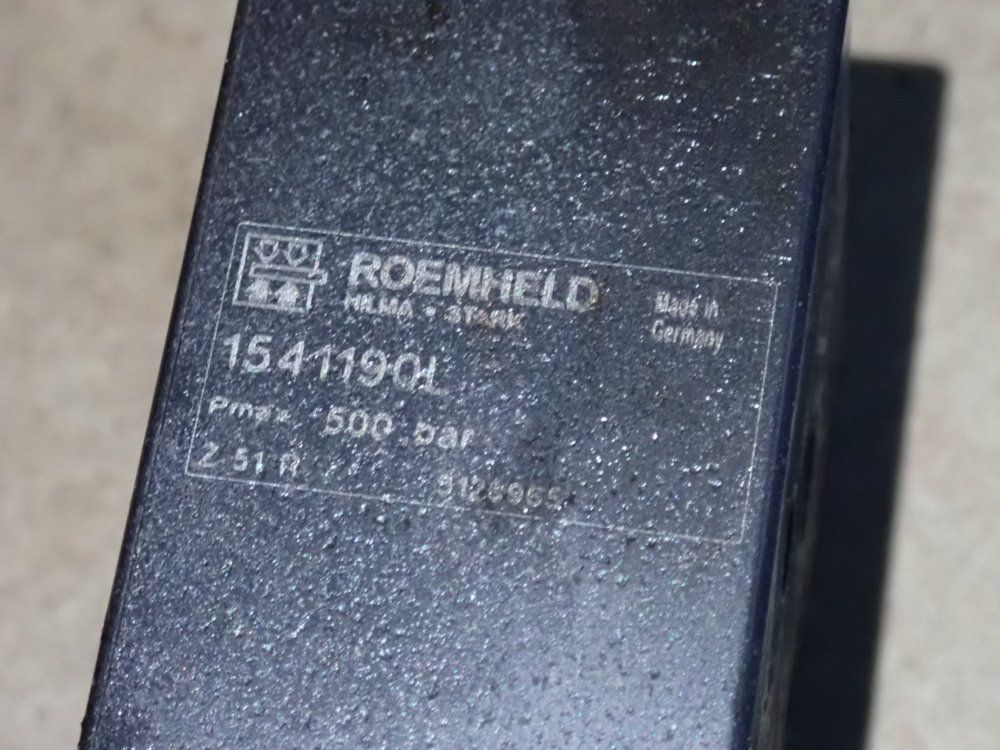 ROEMHELD
HILMA • STARK
Made in
Germany
1541190L
Pmax 500 bar
Z 51 R